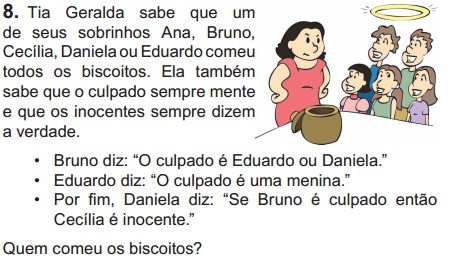 8. Tia Geralda sabe que um
de seus sobrinhos Ana, Bruno,
Cecília, Daniela ou Eduardo comeu
todos os biscoitos. Ela também
sabe que o culpado sempre mente
e que os inocentes sempre dizem
a verdade.
• Bruno diz: “O culpado é Eduardo ou Daniela.”
• Eduardo diz: “O culpado é uma menina.”
• Por fim, Daniela diz: “Se Bruno é culpado então
Cecília é inocente.”
Quem comeu os biscoitos?